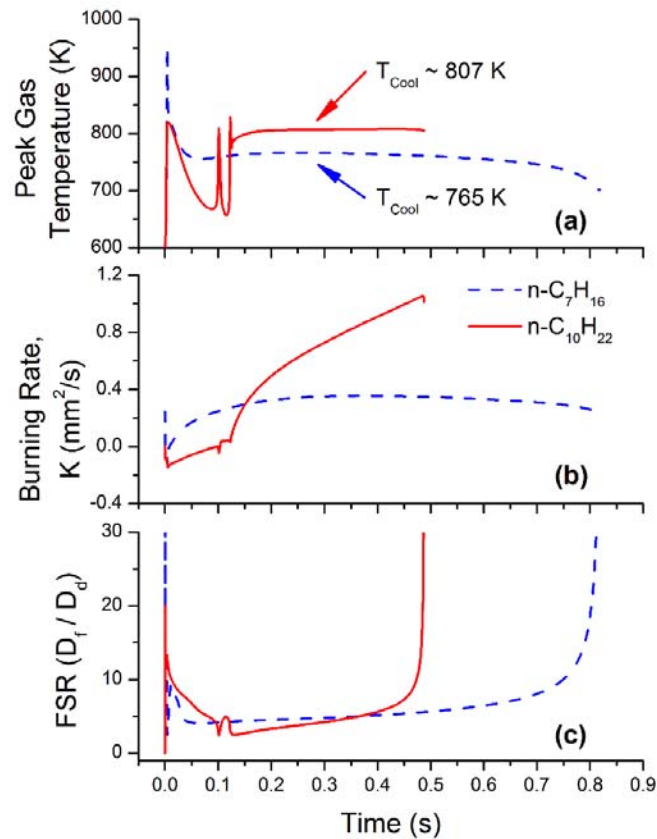 1000
900
800
700
600
Peak Gas
Temperature (K)
T_Cool ~ 807 K
T_Cool ~ 765 K
(a)
1.2
0.8
0.4
0.0
-0.4
Burning Rate,
K (mm²/s)
n-C₇H₁₆
n-C₁₀H₂₂
(b)
30
20
10
0
FSR (D_f / D_d)
(c)
0.0 0.1 0.2 0.3 0.4 0.5 0.6 0.7 0.8 0.9
Time (s)